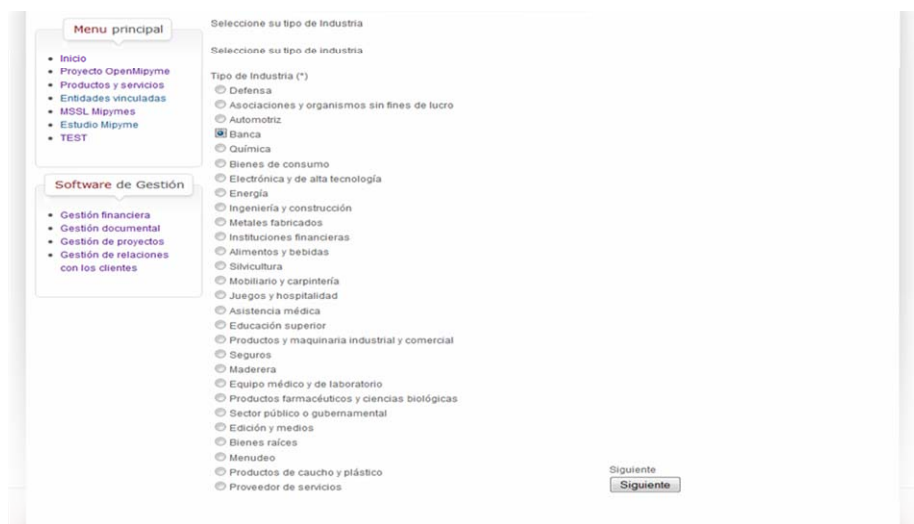 Menu principal
Inicio
Proyecto OpenMipyme
Productos y servicios
Entidades vinculadas
MSSL Mipymes
Estudio Mipyme
TEST
Software de Gestión
Gestión financiera
Gestión documental
Gestión de proyectos
Gestión de relaciones
con los clientes
Seleccione su tipo de Industria
Seleccione su tipo de industria
Tipo de Industria (*)
Defensa
Asociaciones y organismos sin fines de lucro
Automotriz
Banca
Química
Bienes de consumo
Electrónica y de alta tecnología
Energía
Ingeniería y construcción
Metales fabricados
Instituciones financieras
Alimentos y bebidas
Silvicultura
Mobiliario y carpintería
Juegos y hospitalidad
Asistencia médica
Educación superior
Productos y maquinaria industrial y comercial
Seguros
Maderera
Equipo médico y de laboratorio
Productos farmacéuticos y ciencias biológicas
Sector público o gubernamental
Edición y medios
Bienes raíces
Menudeo
Productos de caucho y plástico
Proveedor de servicios
Siguiente
Siguiente